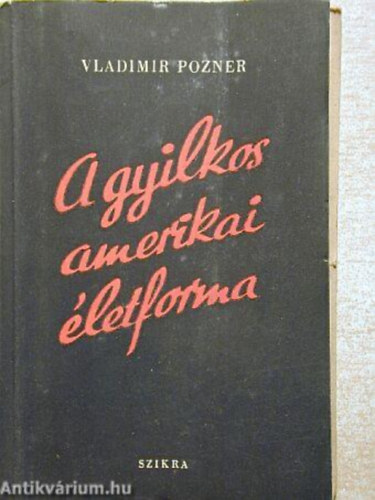 VLADIMIR POZNER
A gyilkos
amerikai
életforma
SZIKRA
Antikvárium.hu